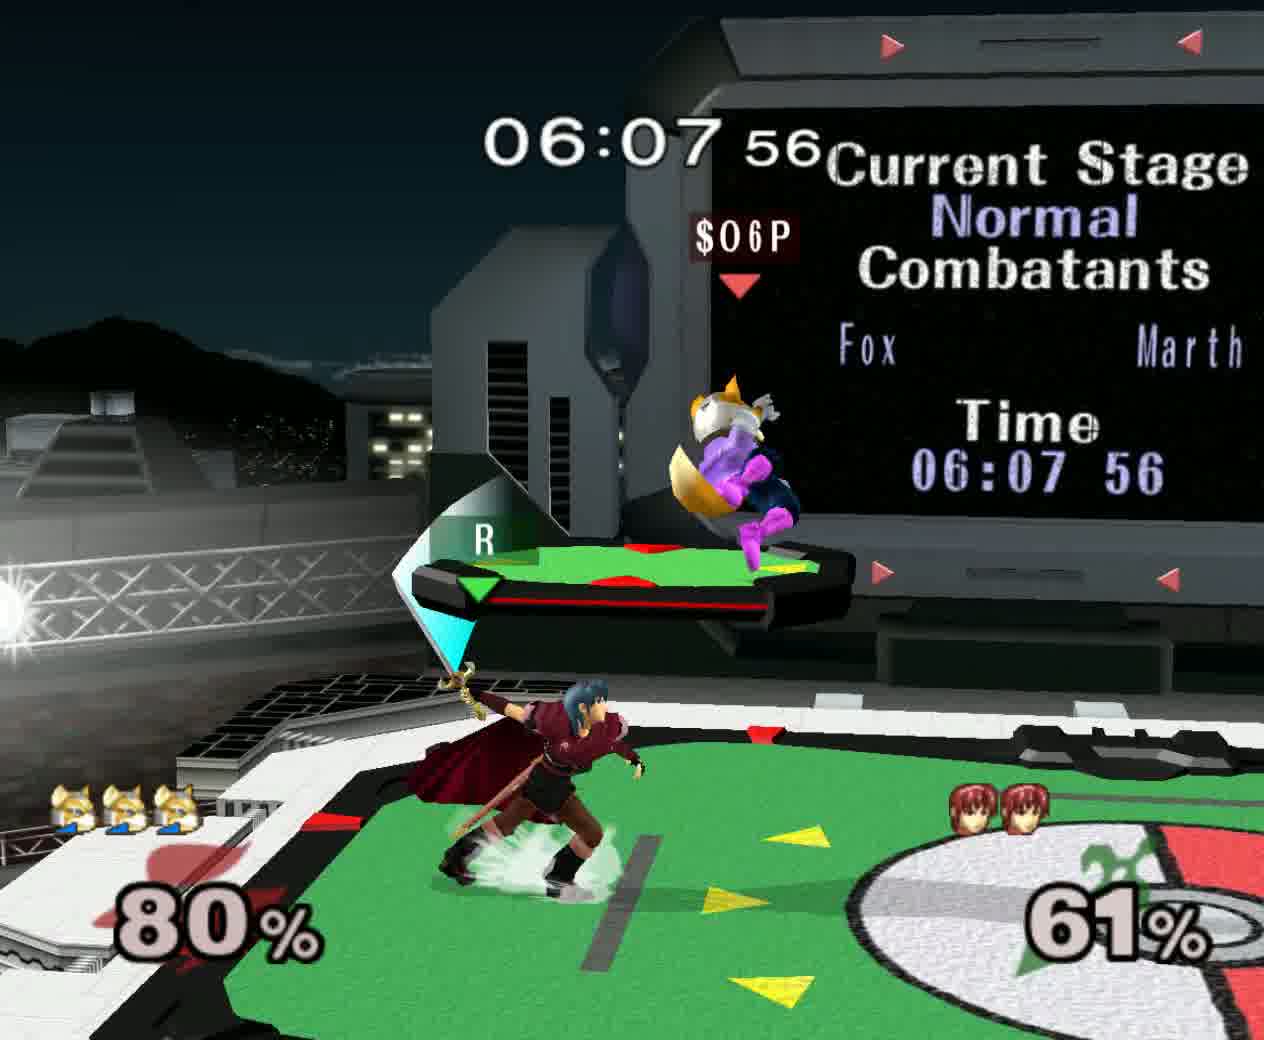 06:07 56
Current Stage
Normal
Combatants
$06P
Fox Marth
Time
06:07 56
R
80%
61%